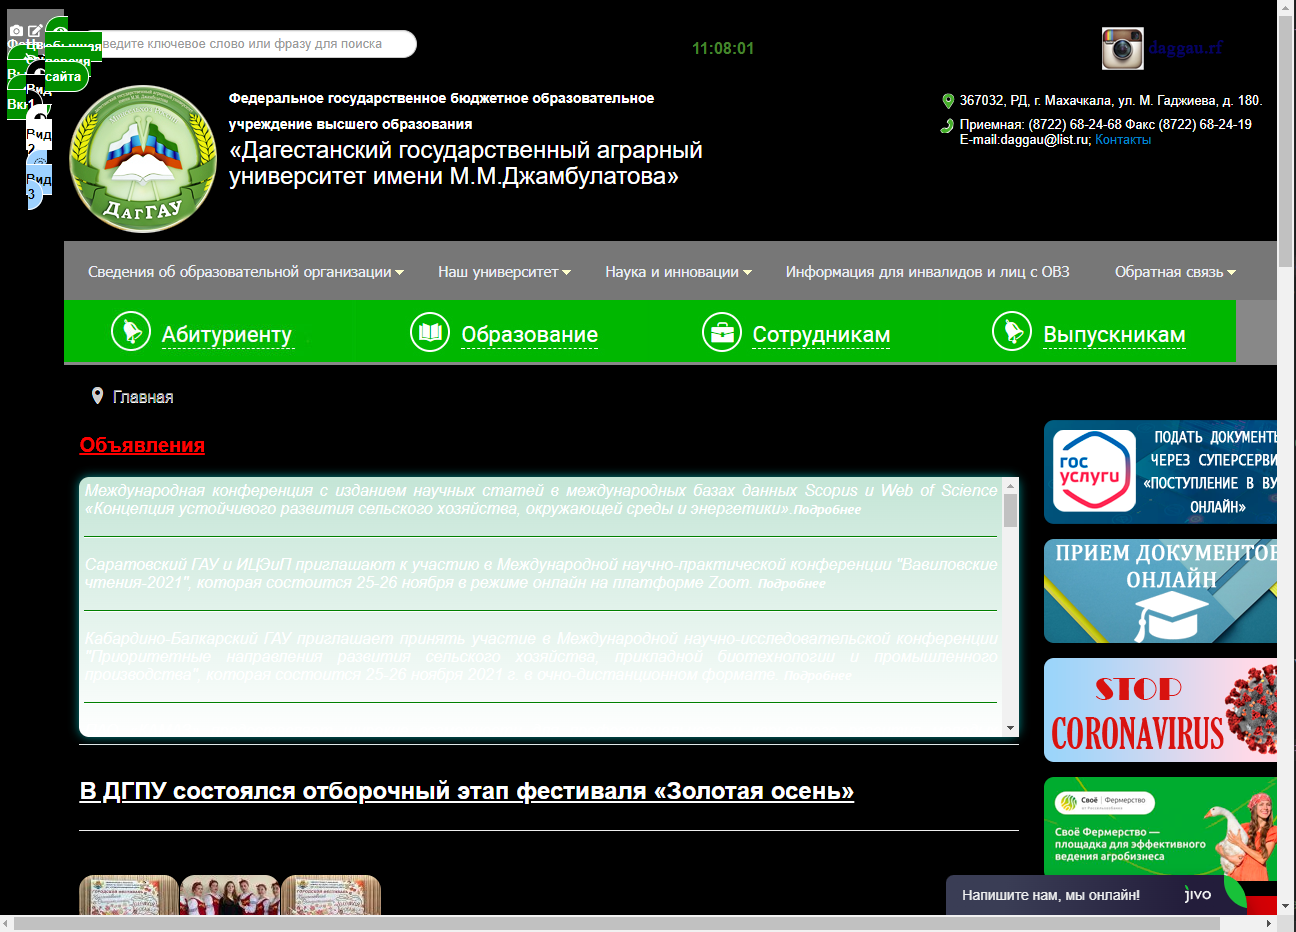 ведите ключевое слово или фразу для поиска
11:08:01
daggau.rf
сайта
Вид
1
Вид
2
Вид
3
ДагГАУ
Федеральное государственное бюджетное образовательное
учреждение высшего образования
«Дагестанский государственный аграрный
университет имени М.М.Джамбулатова»
367032, РД, г. Махачкала, ул. М. Гаджиева, д. 180.
Приемная: (8722) 68-24-68 Факс (8722) 68-24-19
E-mail:daggau@list.ru; Контакты
Сведения об образовательной организации
Наш университет
Наука и инновации
Информация для инвалидов и лиц с ОВЗ
Обратная связь
Абитуриенту
Образование
Сотрудникам
Выпускникам
Главная
Объявления
Международная конференция с изданием научных статей в международных базах данных Scopus и Web of Science
«Концепция устойчивого развития сельского хозяйства, окружающей среды и энергетики».Подробнее
Саратовский ГАУ и ИЦЭиП приглашают к участию в Международной научно-практической конференции "Вавиловские
чтения-2021", которая состоится 25-26 ноября в режиме онлайн на платформе Zoom. Подробнее
Кабардино-Балкарский ГАУ приглашает принять участие в Международной научно-исследовательской конференции
"Приоритетные направления развития сельского хозяйства, прикладной биотехнологии и промышленного
производства", которая состоится 25-26 ноября 2021 г. в очно-дистанционном формате. Подробнее
В ДГПУ состоялся отборочный этап фестиваля «Золотая осень»
гос
услуги
ПОДАТЬ ДОКУМЕНТЫ
ЧЕРЕЗ СУПЕРСЕРВИ
«ПОСТУПЛЕНИЕ В ВУ
ОНЛАЙН»
ПРИЕМ ДОКУМЕНТОВ
ОНЛАЙН
STOP
CORONAVIRUS
Своё Фермерство
Своё Фермерство —
площадка для эффективного
ведения агробизнеса
Напишите нам, мы онлайн!
jivo